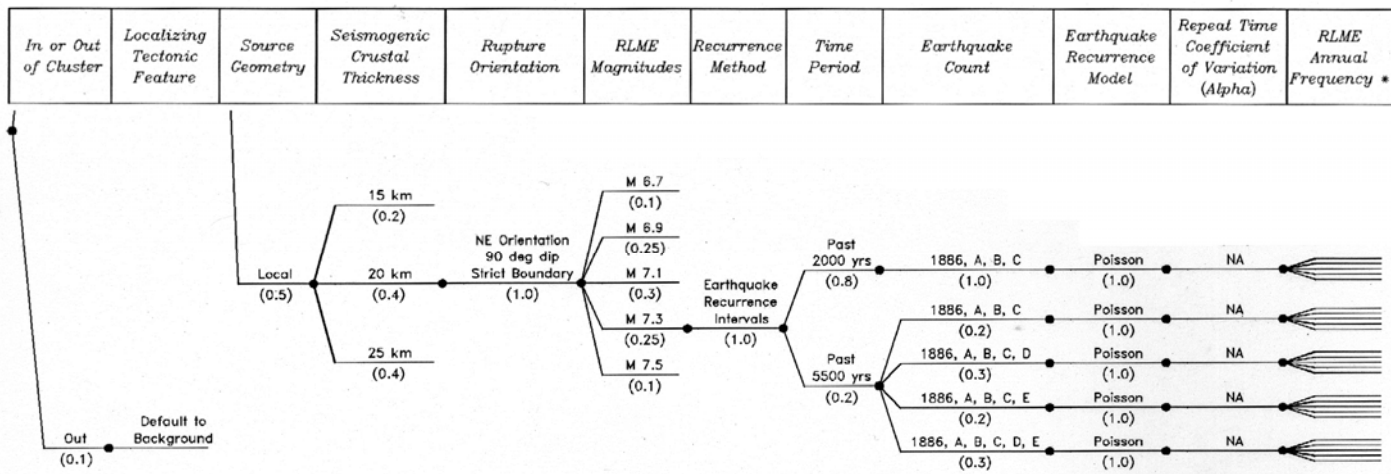 In or Out
of Cluster
Localizing
Tectonic
Feature
Source
Geometry
Seismogenic
Crustal
Thickness
Rupture
Orientation
RLME
Magnitudes
Recurrence
Method
Time
Period
Earthquake
Count
Earthquake
Recurrence
Model
Repeat Time
Coefficient
of Variation
(Alpha)
RLME
Annual
Frequency *
Local
(0.5)
15 km
(0.2)
20 km
(0.4)
25 km
(0.4)
NE Orientation
90 deg dip
Strict Boundary
(1.0)
M 6.7
(0.1)
M 6.9
(0.25)
M 7.1
(0.3)
M 7.3
(0.25)
M 7.5
(0.1)
Earthquake
Recurrence
Intervals
(1.0)
Past
2000 yrs
(0.8)
Past
5500 yrs
(0.2)
1886, A, B, C
(1.0)
Poisson
(1.0)
NA
1886, A, B, C
(0.2)
Poisson
(1.0)
NA
1886, A, B, C, D
(0.3)
Poisson
(1.0)
NA
1886, A, B, C, E
(0.2)
Poisson
(1.0)
NA
1886, A, B, C, D, E
(0.3)
Poisson
(1.0)
NA
Out
(0.1)
Default to
Background